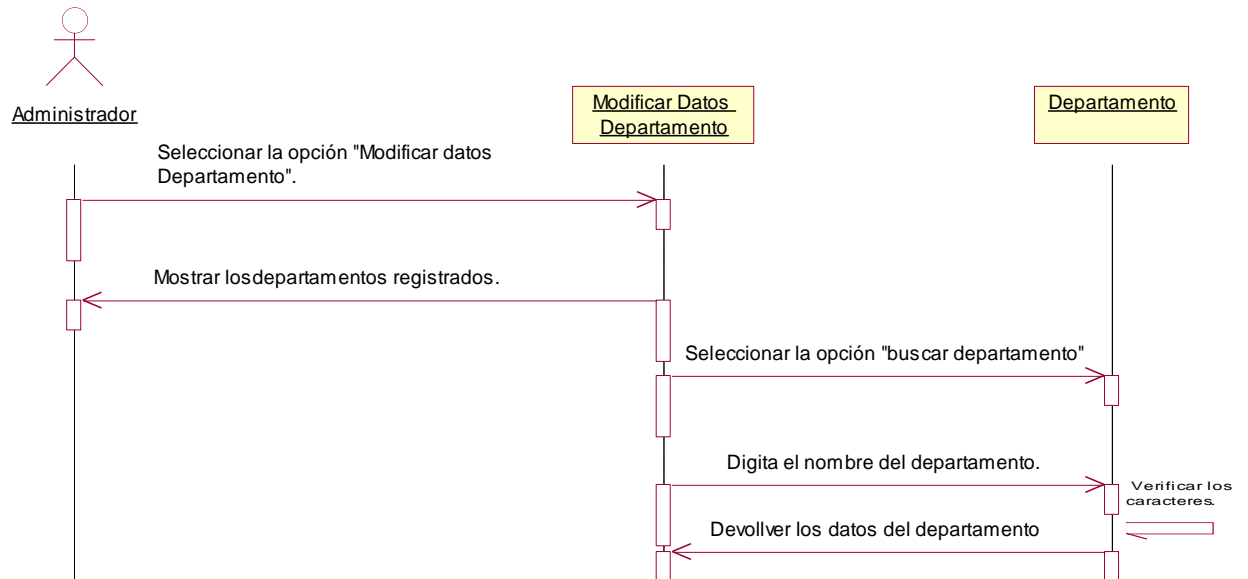 Administrador
Modificar Datos
Departamento
Departamento
Seleccionar la opción "Modificar datos
Departamento".
Mostrar losdepartamentos registrados.
Seleccionar la opción "buscar departamento"
Digita el nombre del departamento.
Verificar los
caracteres.
Devollver los datos del departamento